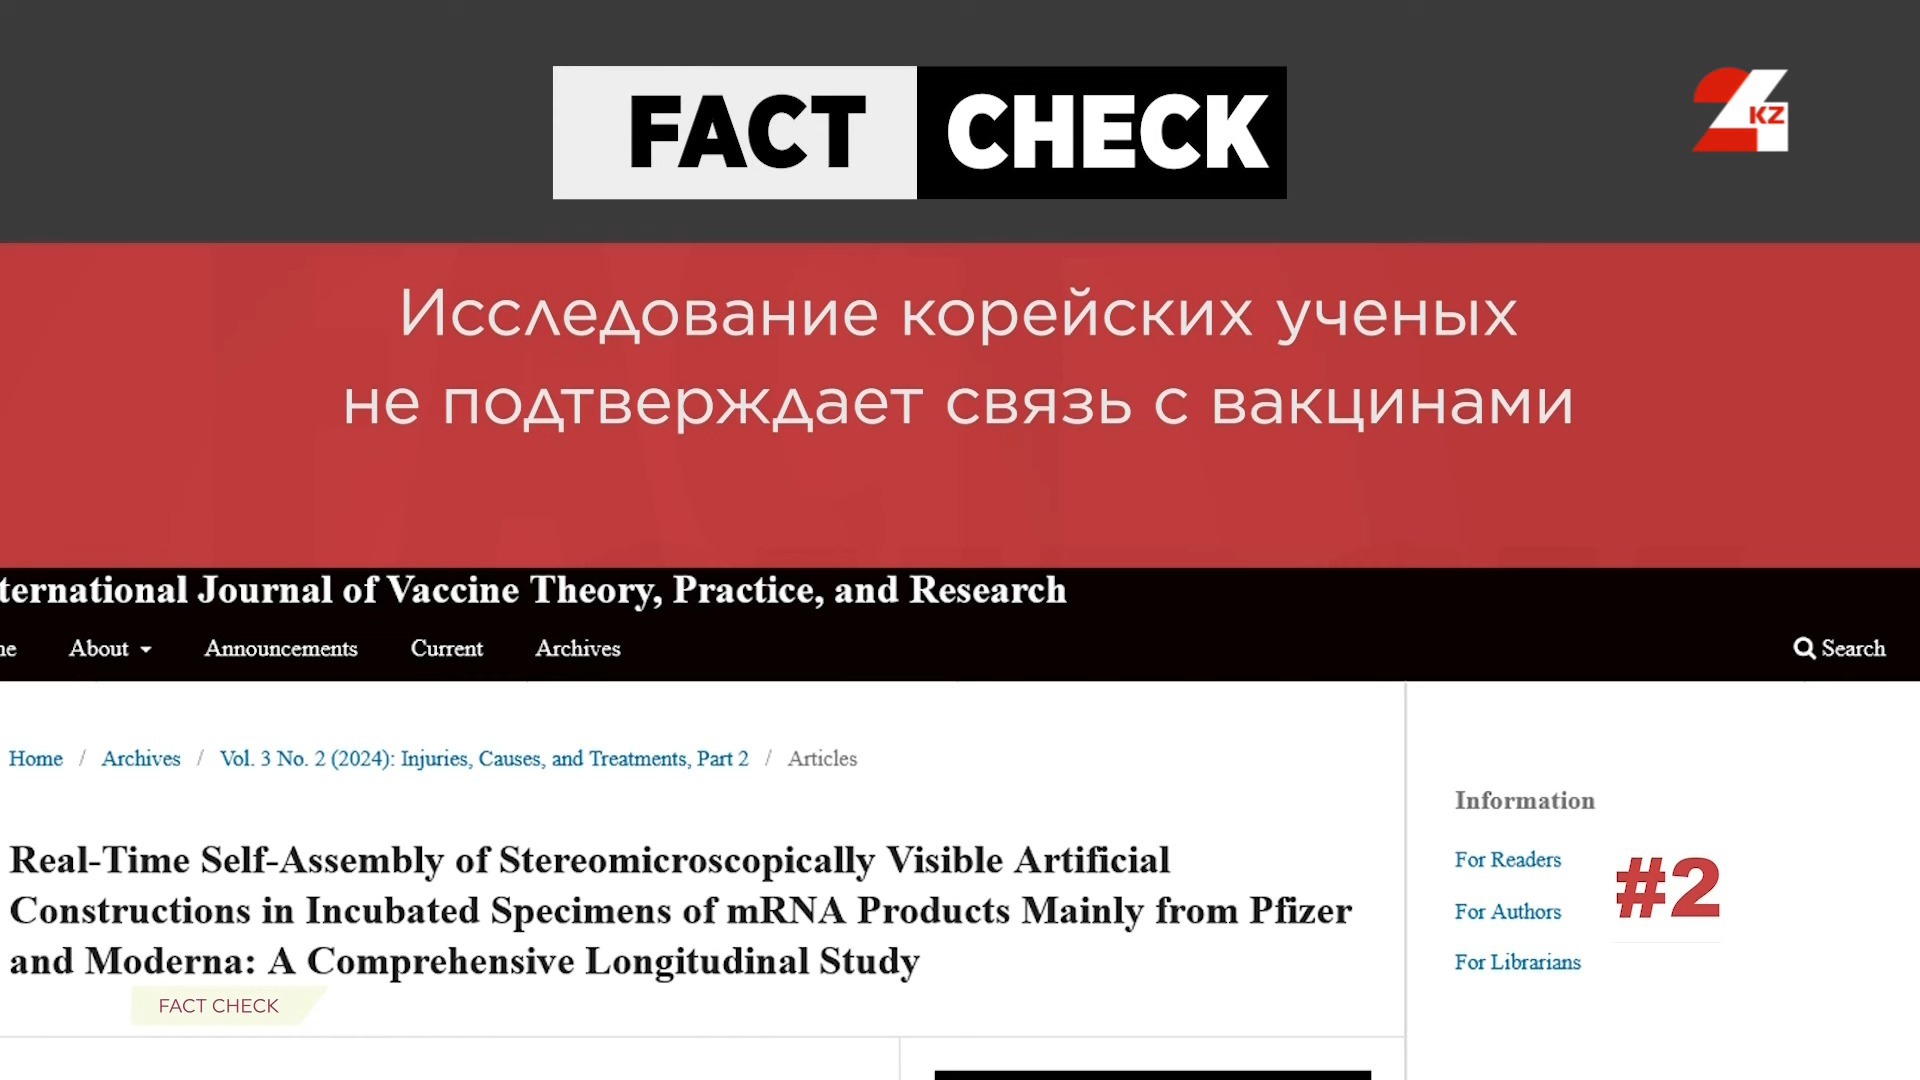 FACT CHECK
24 KZ
Исследование корейских ученых
не подтверждает связь с вакцинами
ternational Journal of Vaccine Theory, Practice, and Research
ne About Announcements Current Archives Search
Home / Archives / Vol. 3 No. 2 (2024): Injuries, Causes, and Treatments, Part 2 / Articles
Real-Time Self-Assembly of Stereomicroscopically Visible Artificial
Constructions in Incubated Specimens of mRNA Products Mainly from Pfizer
and Moderna: A Comprehensive Longitudinal Study
Information
For Readers
For Authors
For Librarians
#2
FACT CHECK